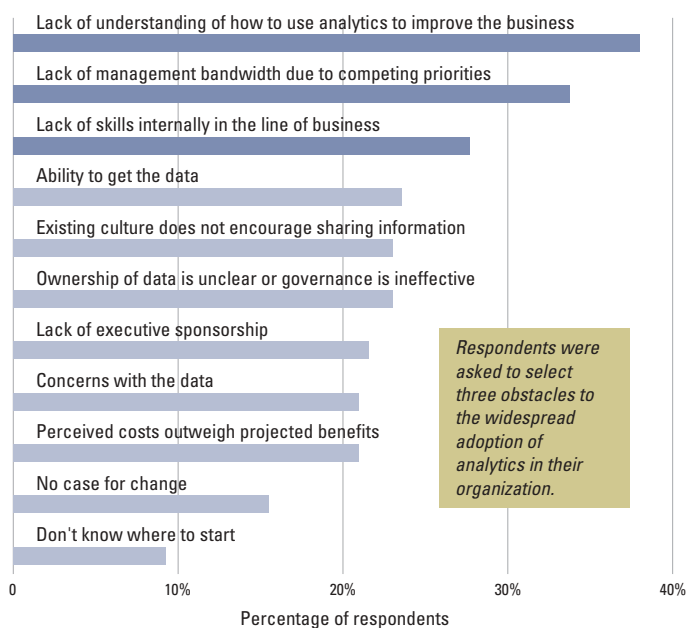 Lack of understanding of how to use analytics to improve the business
Lack of management bandwidth due to competing priorities
Lack of skills internally in the line of business
Ability to get the data
Existing culture does not encourage sharing information
Ownership of data is unclear or governance is ineffective
Lack of executive sponsorship
Concerns with the data
Perceived costs outweigh projected benefits
No case for change
Don't know where to start
Respondents were
asked to select
three obstacles to
the widespread
adoption of
analytics in their
organization.
0 10% 20% 30% 40%
Percentage of respondents